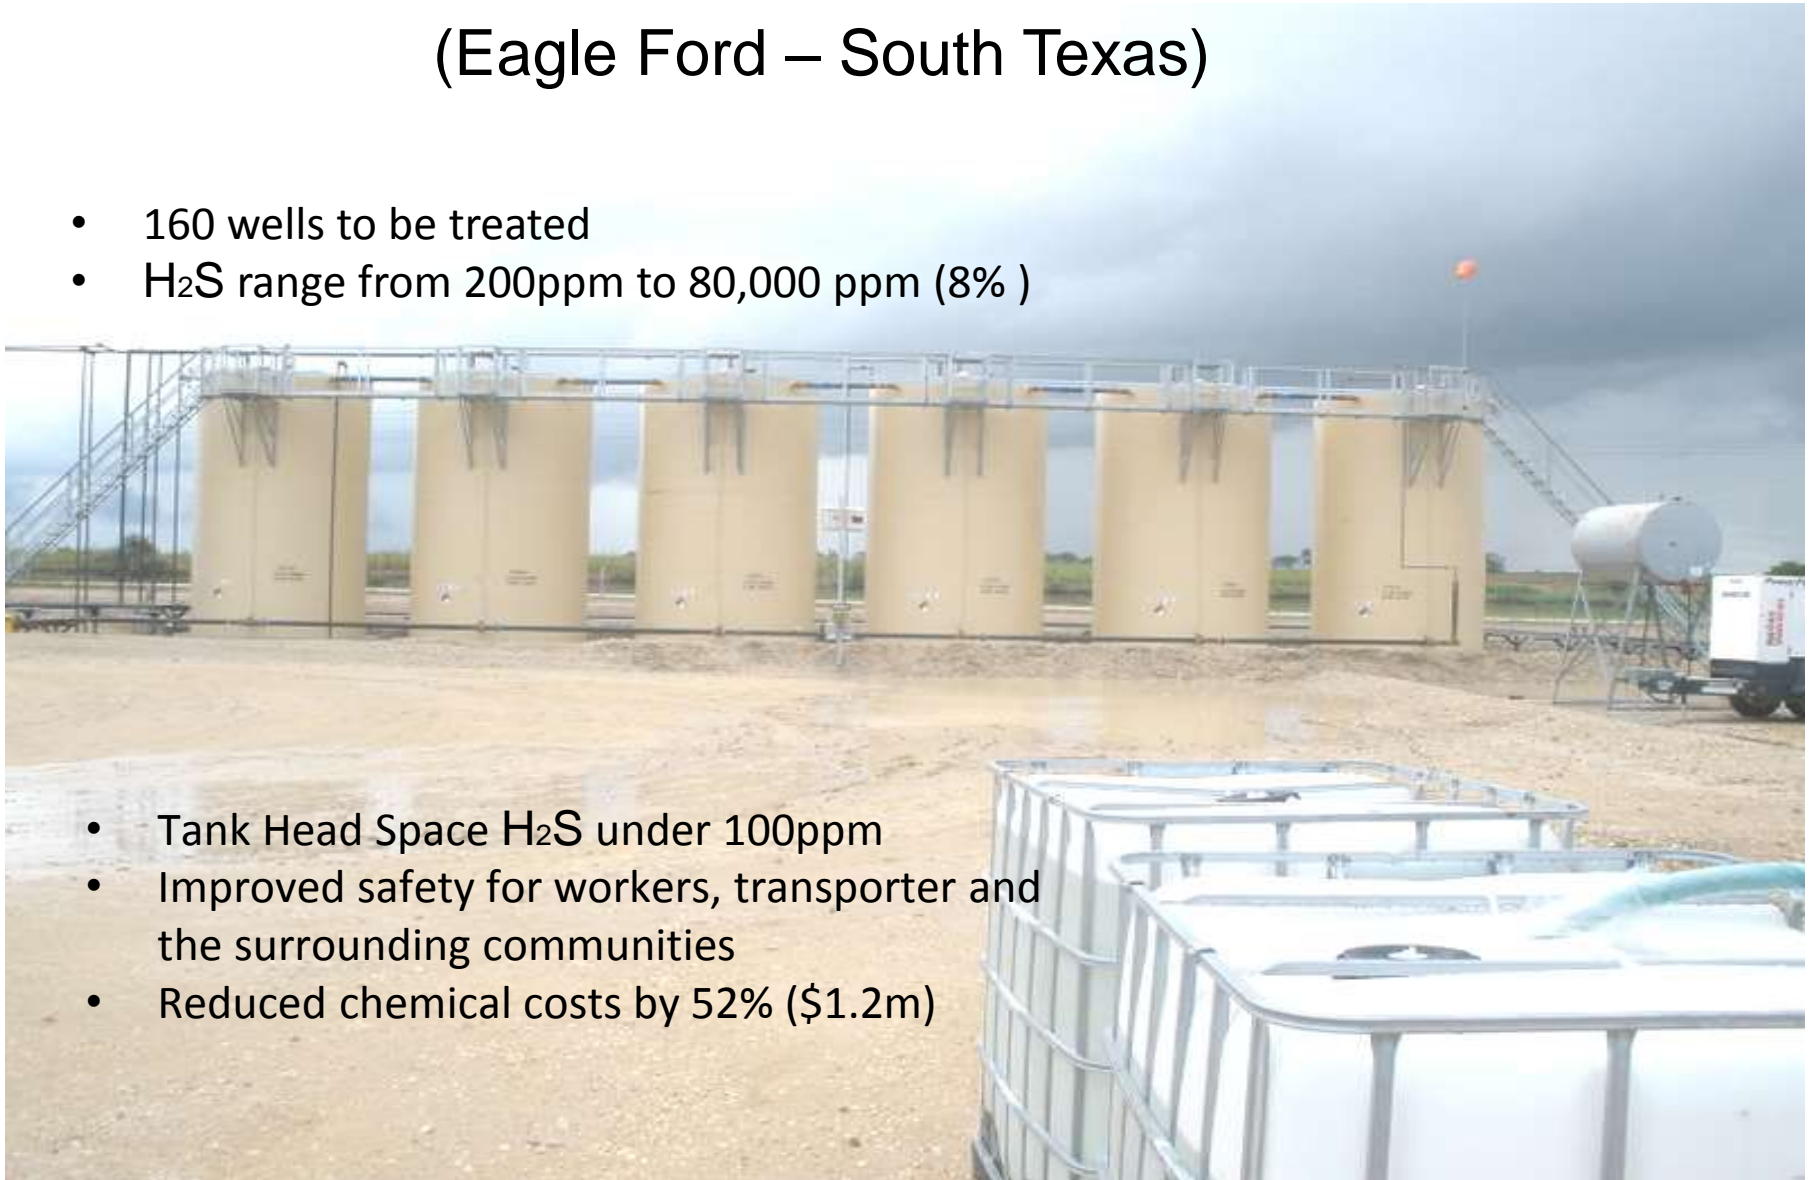 (Eagle Ford – South Texas)
• 160 wells to be treated
• H₂S range from 200ppm to 80,000 ppm (8% )
• Tank Head Space H₂S under 100ppm
• Improved safety for workers, transporter and
the surrounding communities
• Reduced chemical costs by 52% ($1.2m)